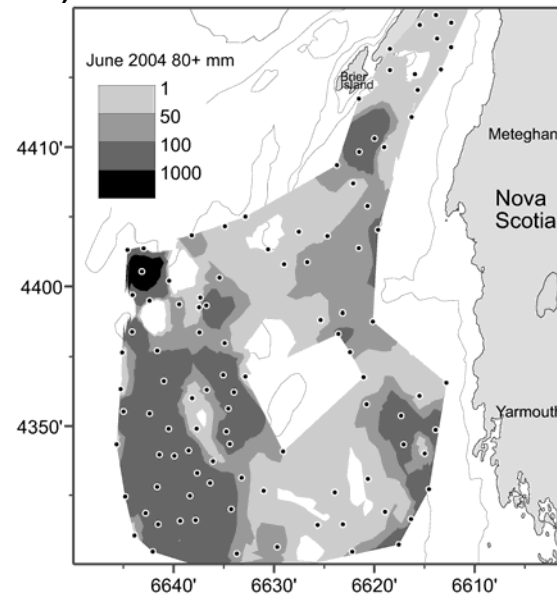 June 2004 80+ mm
1
50
100
1000
Brier
Island
Meteghan
Nova
Scotia
Yarmouth
4410'
4400'
4350'
6640'
6630'
6620'
6610'